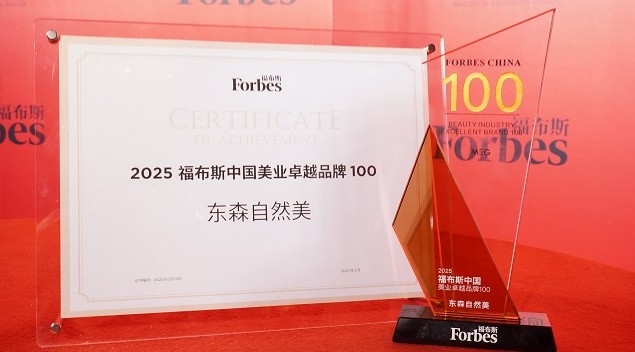 福布斯
Forbes
CERTIFICATE
OF ACHIEVEMENT
2025 福布斯中国美业卓越品牌 100
东森自然美
FORBES CHINA
100
BEAUTY INDUSTRY
EXCELLENT BRAND 100
MEG
2025
福布斯中国
美业卓越品牌100
东森自然美
福布斯
Forbes
福布斯
Forbes
福布斯
Forbes